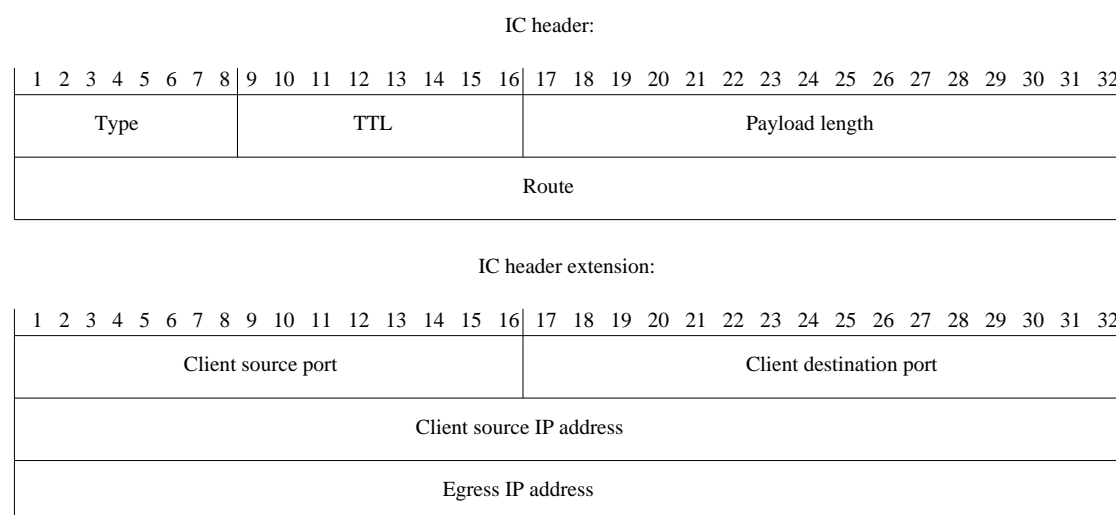 IC header:
1 2 3 4 5 6 7 8 9 10 11 12 13 14 15 16 17 18 19 20 21 22 23 24 25 26 27 28 29 30 31 32
Type TTL Payload length
Route
IC header extension:
1 2 3 4 5 6 7 8 9 10 11 12 13 14 15 16 17 18 19 20 21 22 23 24 25 26 27 28 29 30 31 32
Client source port Client destination port
Client source IP address
Egress IP address